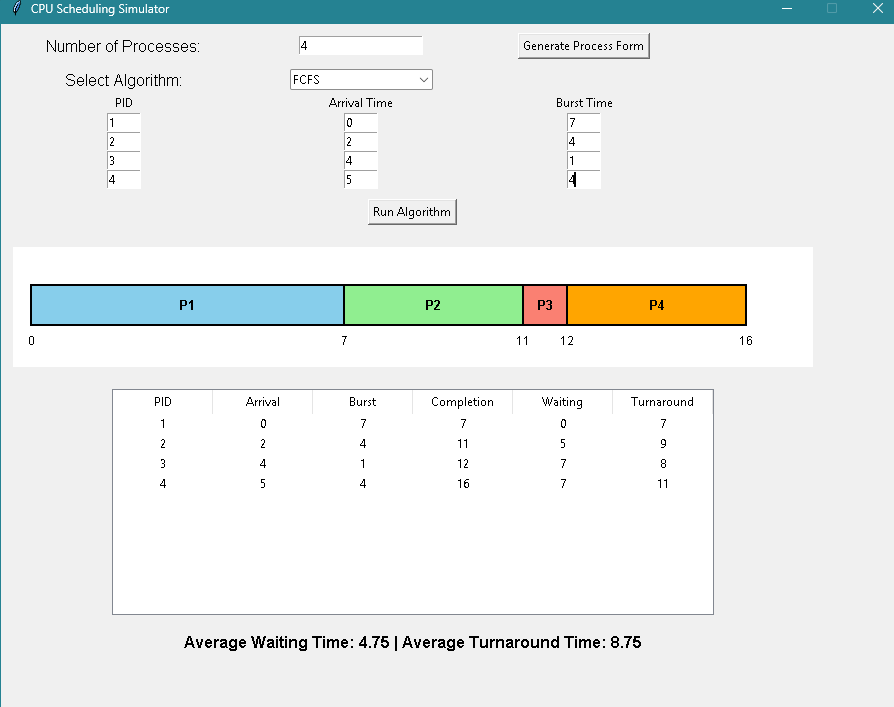 CPU Scheduling Simulator
Number of Processes: 4 Generate Process Form
Select Algorithm: FCFS
PID Arrival Time Burst Time
1 0 7
2 2 4
3 4 1
4 5 4
Run Algorithm
P1 P2 P3 P4
0 7 11 12 16
PID Arrival Burst Completion Waiting Turnaround
1 0 7 7 0 7
2 2 4 11 5 9
3 4 1 12 7 8
4 5 4 16 7 11
Average Waiting Time: 4.75 | Average Turnaround Time: 8.75